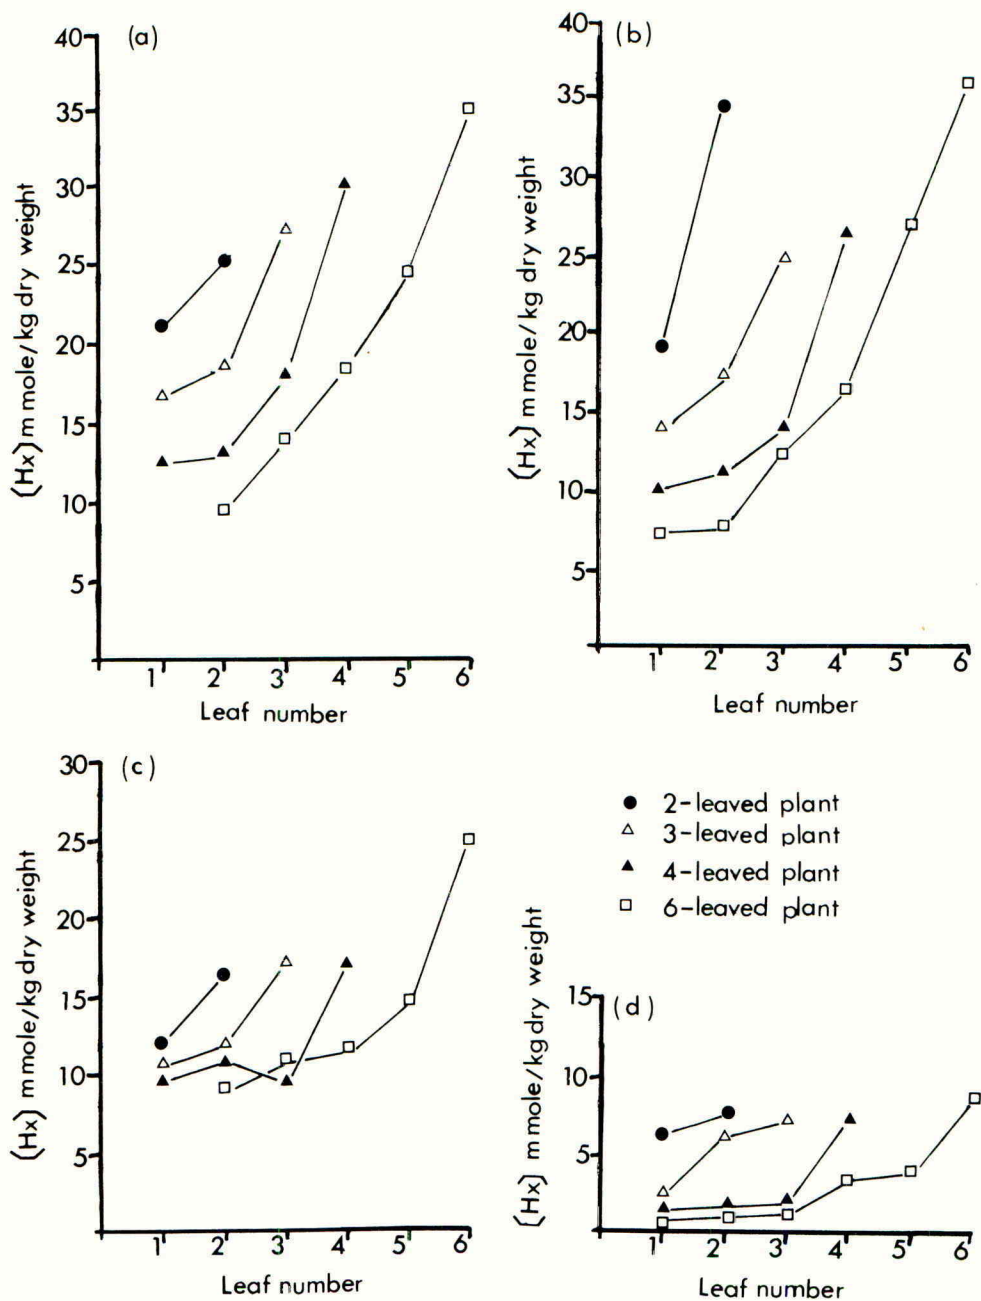 (a)
40
35
30
25
20
15
10
5
(Hx) m mole/kg dry weight
1 2 3 4 5 6
Leaf number
(b)
40
35
30
25
20
15
10
5
(Hx) m mole/kg dry weight
1 2 3 4 5 6
Leaf number
(c)
30
25
20
15
10
5
(Hx) m mole/kg dry weight
1 2 3 4 5 6
Leaf number
2-leaved plant
3-leaved plant
4-leaved plant
6-leaved plant
(d)
15
10
5
(Hx) m mole/kg dry weight
1 2 3 4 5 6
Leaf number